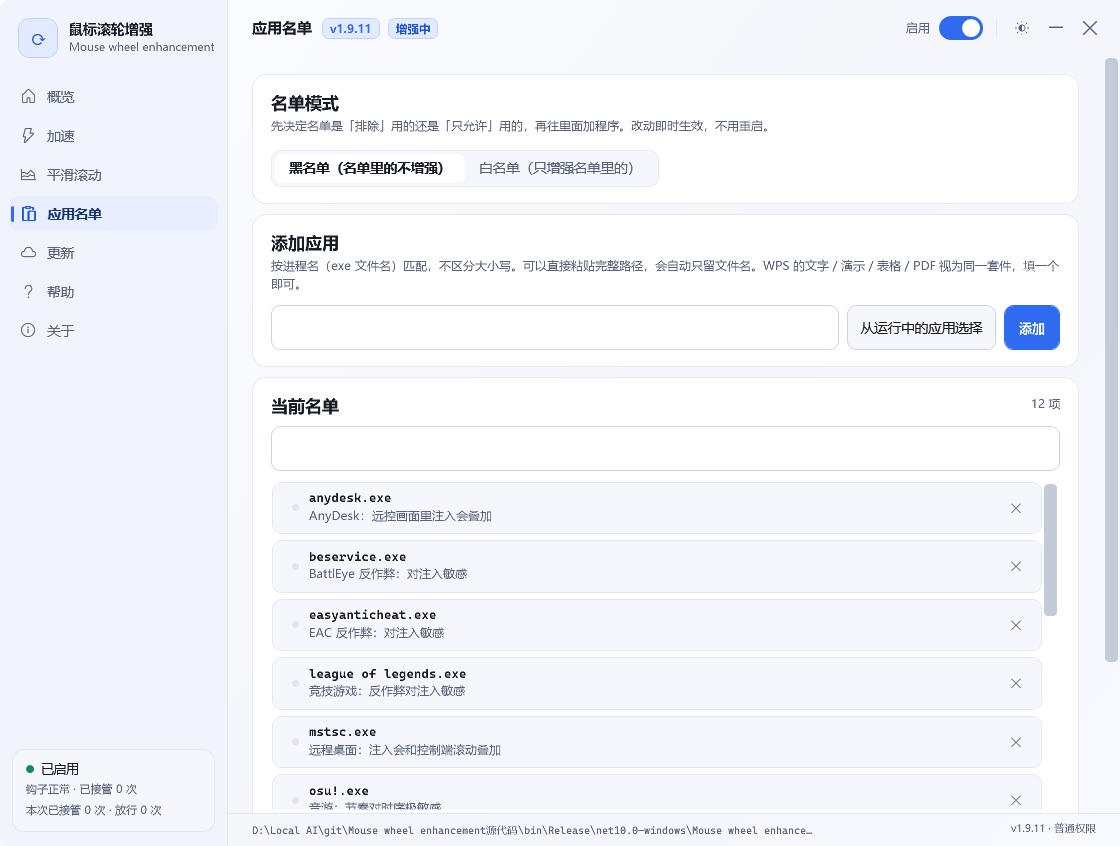 鼠标滚轮增强
Mouse wheel enhancement
概览
加速
平滑滚动
应用名单
更新
帮助
关于
已启用
钩子正常 · 已接管 0 次
本次已接管 0 次 · 放行 0 次
应用名单 v1.9.11 增强中 启用
名单模式
先决定名单是「排除」用的还是「只允许」用的，再往里面加程序。改动即时生效，不用重启。
黑名单（名单里的不增强） 白名单（只增强名单里的）
添加应用
按进程名（exe 文件名）匹配，不区分大小写。可以直接粘贴完整路径，会自动只留文件名。WPS 的文字 / 演示 / 表格 / PDF 视为同一套件，填一个
即可。
从运行中的应用选择 添加
当前名单 12 项
anydesk.exe
AnyDesk：远控画面里注入会叠加
beservice.exe
BattlEye 反作弊：对注入敏感
easyanticheat.exe
EAC 反作弊：对注入敏感
league of legends.exe
竞技游戏：反作弊对注入敏感
mstsc.exe
远程桌面：注入会和控制端滚动叠加
osu!.exe
音游：节奏对时序极敏感
D:\Local AI\git\Mouse wheel enhancement源代码\bin\Release\net10.0-windows\Mouse wheel enhance…
v1.9.11 · 普通权限